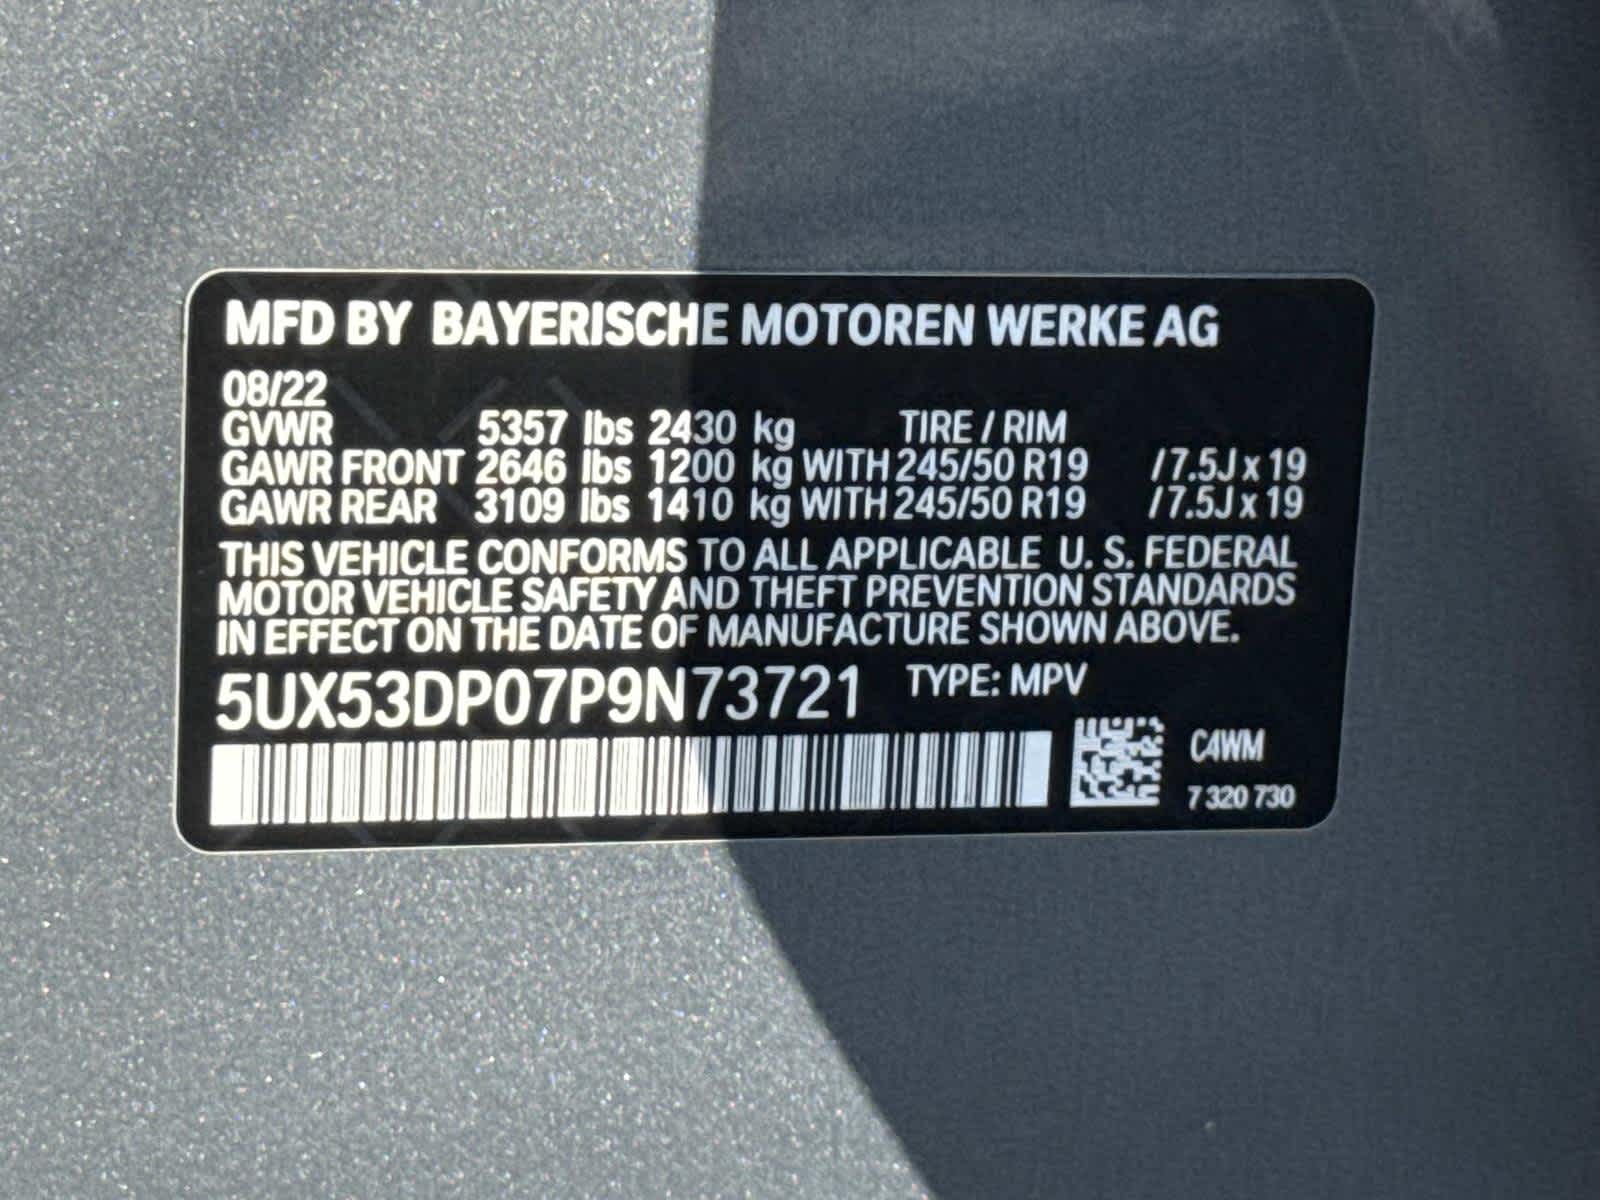 MFD BY BAYERISCHE MOTOREN WERKE AG
08/22
GVWR 5357 lbs 2430 kg TIRE / RIM
GAWR FRONT 2646 lbs 1200 kg WITH 245/50 R19 / 7.5J x 19
GAWR REAR 3109 lbs 1410 kg WITH 245/50 R19 / 7.5J x 19
THIS VEHICLE CONFORMS TO ALL APPLICABLE U. S. FEDERAL
MOTOR VEHICLE SAFETY AND THEFT PREVENTION STANDARDS
IN EFFECT ON THE DATE OF MANUFACTURE SHOWN ABOVE.
5UX53DP07P9N73721 TYPE: MPV
C4WM
7 320 730